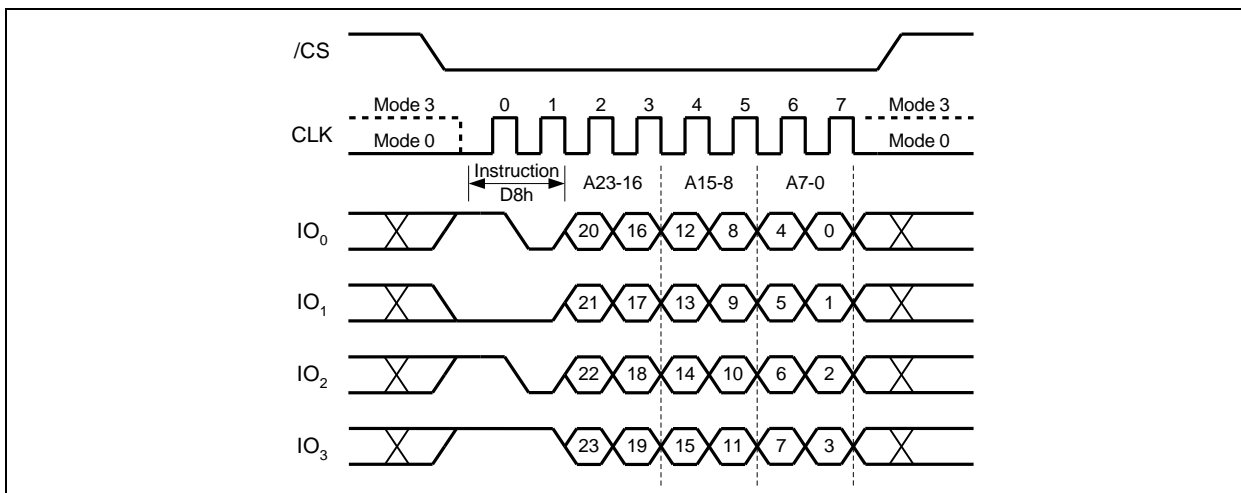 /CS
Mode 3 0 1 2 3 4 5 6 7 Mode 3
CLK
Mode 0 Mode 0
Instruction
D8h
A23-16 A15-8 A7-0
IO0 20 16 12 8 4 0
IO1 21 17 13 9 5 1
IO2 22 18 14 10 6 2
IO3 23 19 15 11 7 3